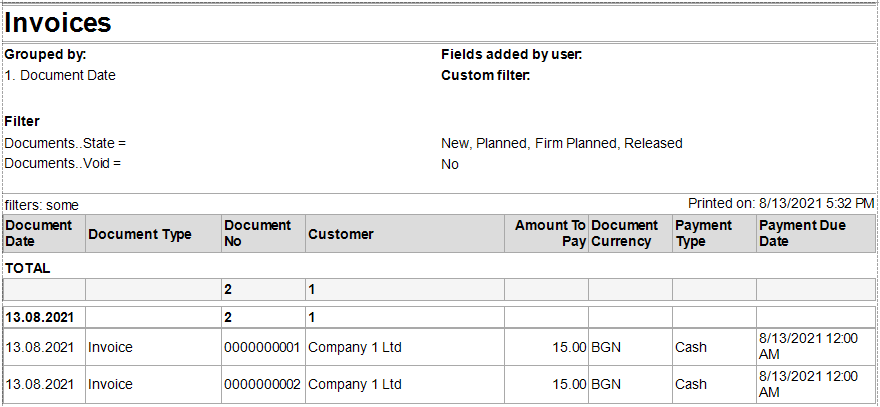 Invoices
Grouped by: Fields added by user:
1. Document Date Custom filter:
Filter
Documents..State = New, Planned, Firm Planned, Released
Documents..Void = No
filters: some Printed on: 8/13/2021 5:32 PM
Document Date Document Type Document No Customer Amount To Pay Document Currency Payment Type Payment Due Date
TOTAL
2 1
13.08.2021 2 1
13.08.2021 Invoice 0000000001 Company 1 Ltd 15.00 BGN Cash 8/13/2021 12:00 AM
13.08.2021 Invoice 0000000002 Company 1 Ltd 15.00 BGN Cash 8/13/2021 12:00 AM